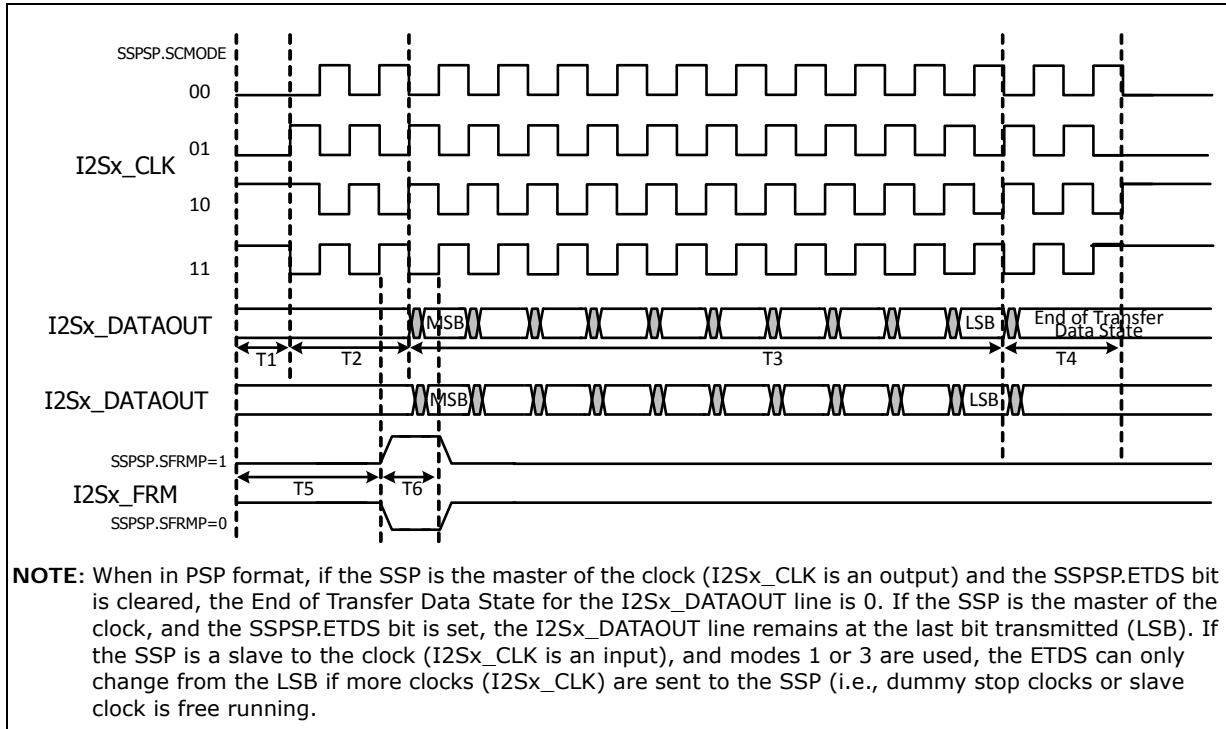 SSPSP.SCMODE
00
01
I2Sx_CLK
10
11
I2Sx_DATAOUT
MSB
LSB
End of Transfer
Data State
T1
T2
T3
T4
I2Sx_DATAOUT
MSB
LSB
SSPSP.SFRMP=1
T5
T6
I2Sx_FRM
SSPSP.SFRMP=0
NOTE: When in PSP format, if the SSP is the master of the clock (I2Sx_CLK is an output) and the SSPSP.ETDS bit
is cleared, the End of Transfer Data State for the I2Sx_DATAOUT line is 0. If the SSP is the master of the
clock, and the SSPSP.ETDS bit is set, the I2Sx_DATAOUT line remains at the last bit transmitted (LSB). If
the SSP is a slave to the clock (I2Sx_CLK is an input), and modes 1 or 3 are used, the ETDS can only
change from the LSB if more clocks (I2Sx_CLK) are sent to the SSP (i.e., dummy stop clocks or slave
clock is free running.